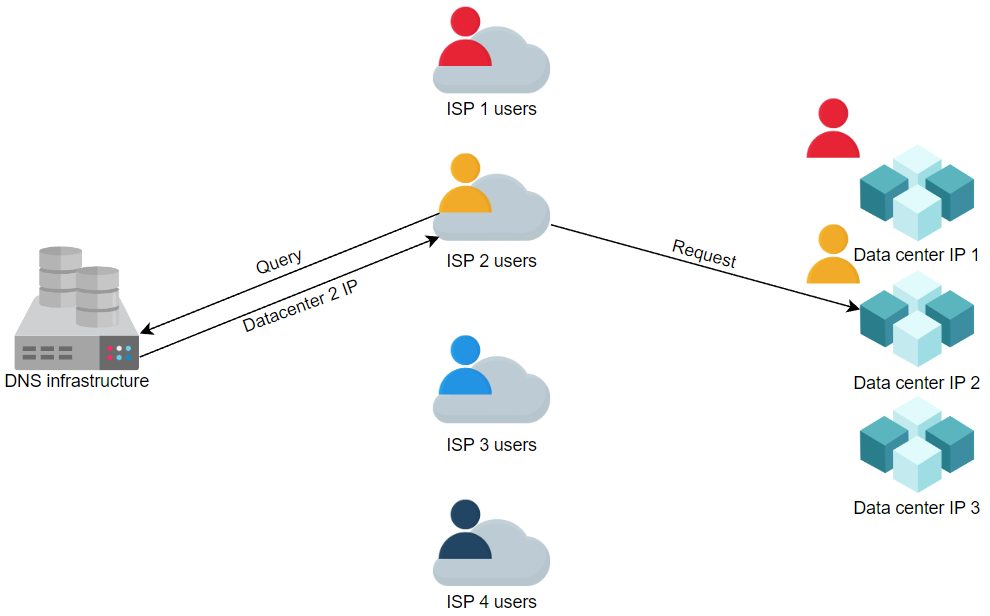 ISP 1 users
ISP 2 users
Query
Datacenter 2 IP
Request
Data center IP 1
Data center IP 2
DNS infrastructure
ISP 3 users
Data center IP 3
ISP 4 users